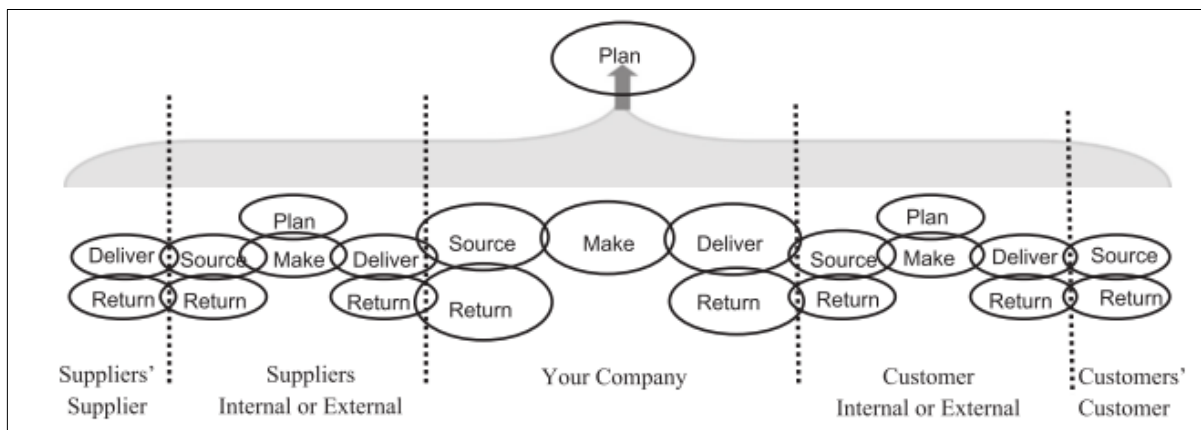 Plan
Plan
Plan
Source
Make
Deliver
Deliver
Source
Make
Deliver
Source
Make
Deliver
Source
Return
Return
Return
Return
Return
Return
Return
Return
Suppliers’
Supplier
Suppliers
Internal or External
Your Company
Customer
Internal or External
Customers’
Customer